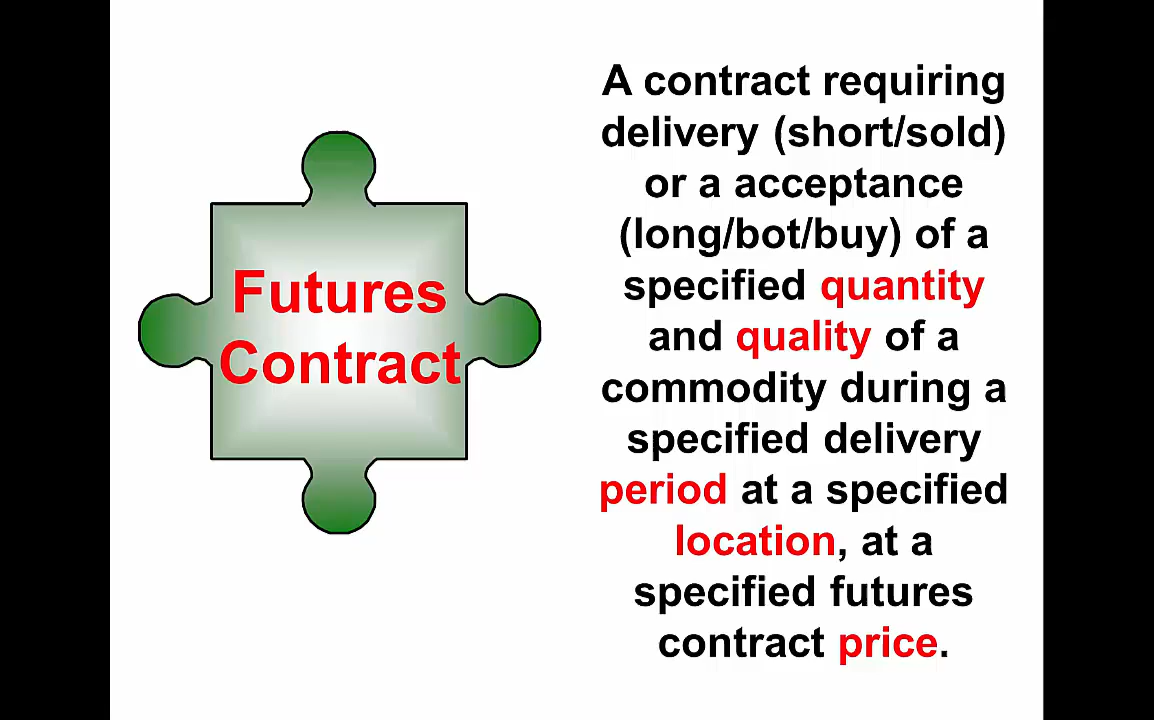 Futures
Contract
A contract requiring
delivery (short/sold)
or a acceptance
(long/bot/buy) of a
specified quantity
and quality of a
commodity during a
specified delivery
period at a specified
location, at a
specified futures
contract price.